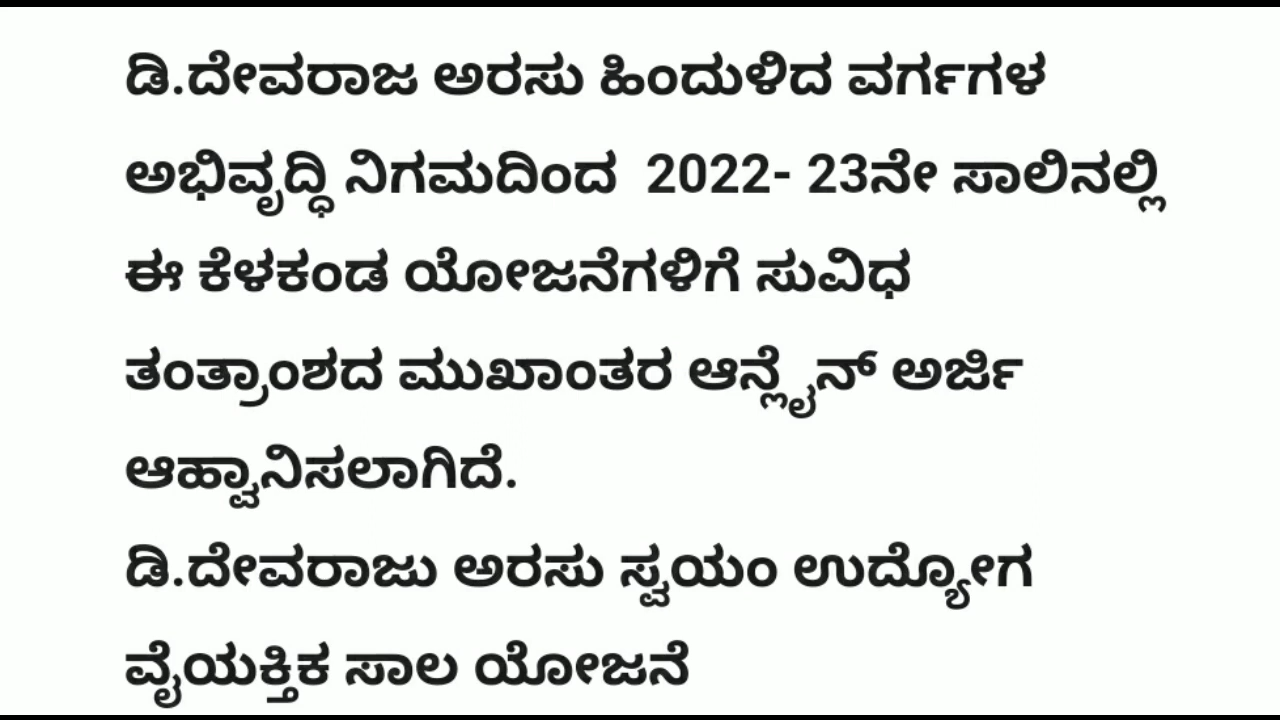 ಡಿ.ದೇವರಾಜ ಅರಸು ಹಿಂದುಳಿದ ವರ್ಗಗಳ
ಅಭಿವೃದ್ಧಿ ನಿಗಮದಿಂದ 2022- 23ನೇ ಸಾಲಿನಲ್ಲಿ
ಈ ಕೆಳಕಂಡ ಯೋಜನೆಗಳಿಗೆ ಸುವಿಧ
ತಂತ್ರಾಂಶದ ಮುಖಾಂತರ ಆನ್ಲೈನ್ ಅರ್ಜಿ
ಆಹ್ವಾನಿಸಲಾಗಿದೆ.
ಡಿ.ದೇವರಾಜು ಅರಸು ಸ್ವಯಂ ಉದ್ಯೋಗ
ವೈಯಕ್ತಿಕ ಸಾಲ ಯೋಜನೆ